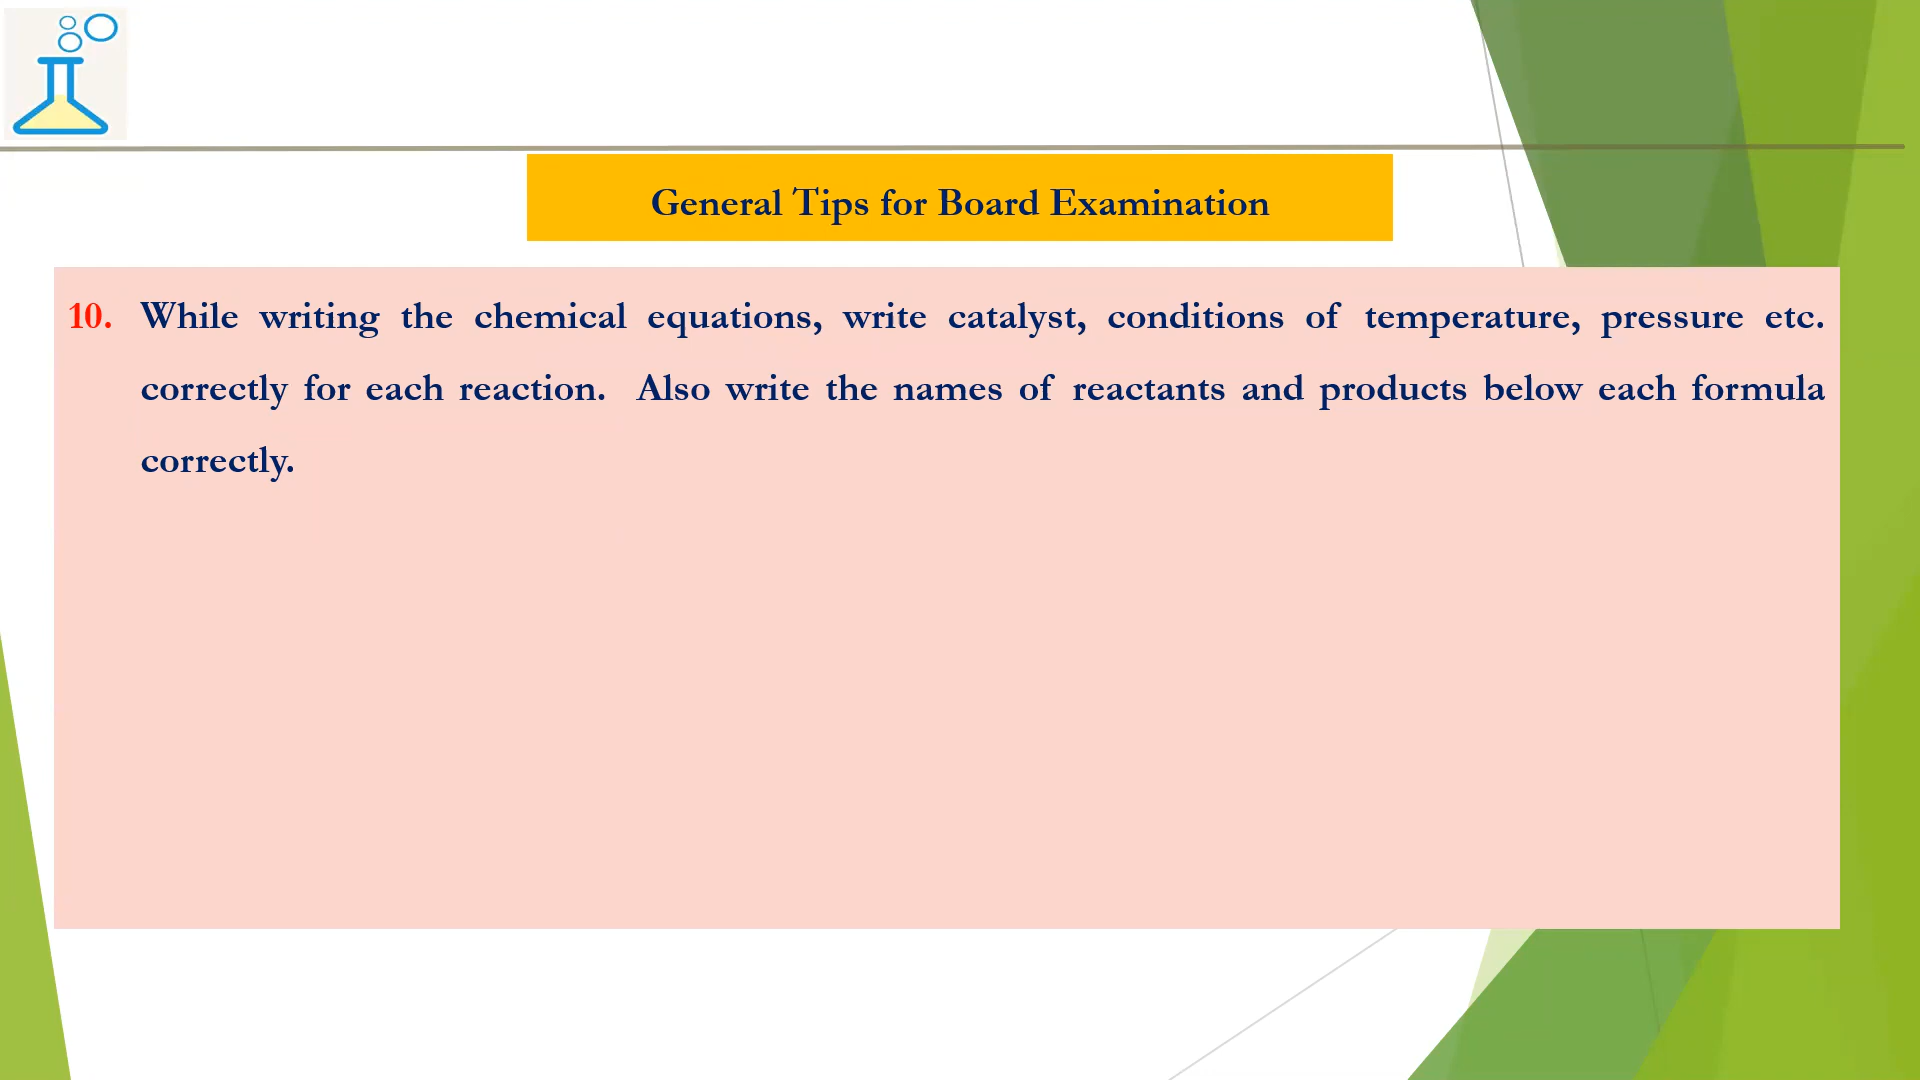 General Tips for Board Examination
10. While writing the chemical equations, write catalyst, conditions of temperature, pressure etc.
correctly for each reaction. Also write the names of reactants and products below each formula
correctly.